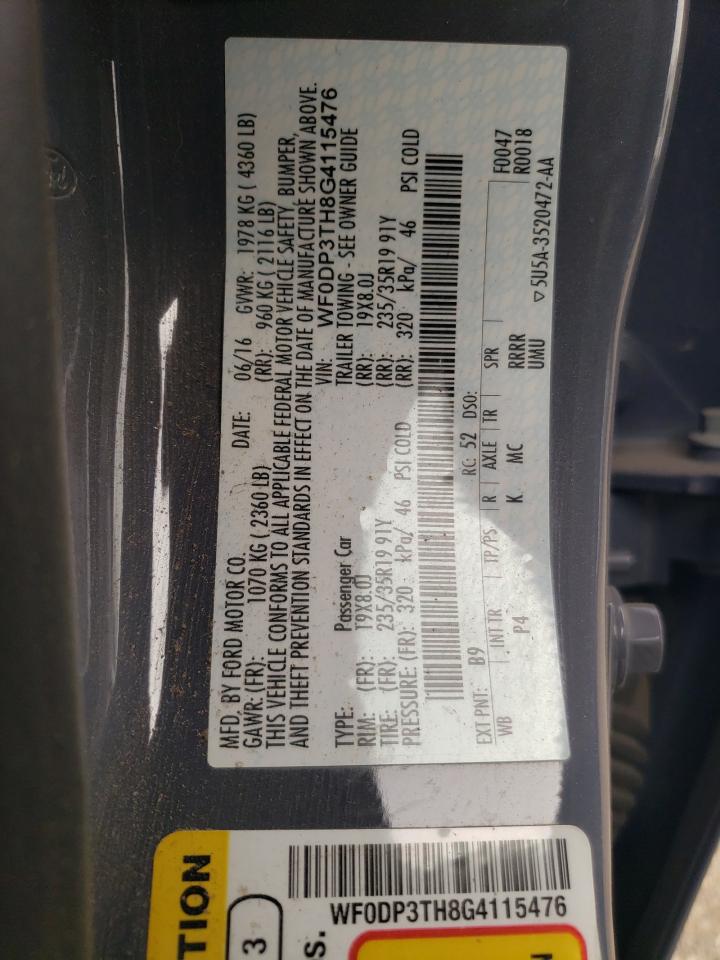 MFD. BY FORD MOTOR CO. DATE: 06/16 GVWR: 1978 KG ( 4360 LB)
GAWR: (FR): 1070 KG ( 2360 LB) (RR): 960 KG ( 2116 LB)
THIS VEHICLE CONFORMS TO ALL APPLICABLE FEDERAL MOTOR VEHICLE SAFETY, BUMPER,
AND THEFT PREVENTION STANDARDS IN EFFECT ON THE DATE OF MANUFACTURE SHOWN ABOVE.
VIN: WF0DP3TH8G4115476
TYPE: Passenger Car TRAILER TOWING - SEE OWNER GUIDE
RIM: (FR): 19X8.0J (RR): 19X8.0J
TIRE: (FR): 235/35R19 91Y (RR): 235/35R19 91Y
PRESSURE: (FR): 320 kPa/ 46 PSI COLD (RR): 320 kPa/ 46 PSI COLD
EXT PNT: B9 RC: 52 DSO: F0047
WB INT TR TP/PS R AXLE TR SPR R0018
P4 K MC RRRR
UMU
▽5U5A-3520472-AA
TION
3
S.
WF0DP3TH8G4115476